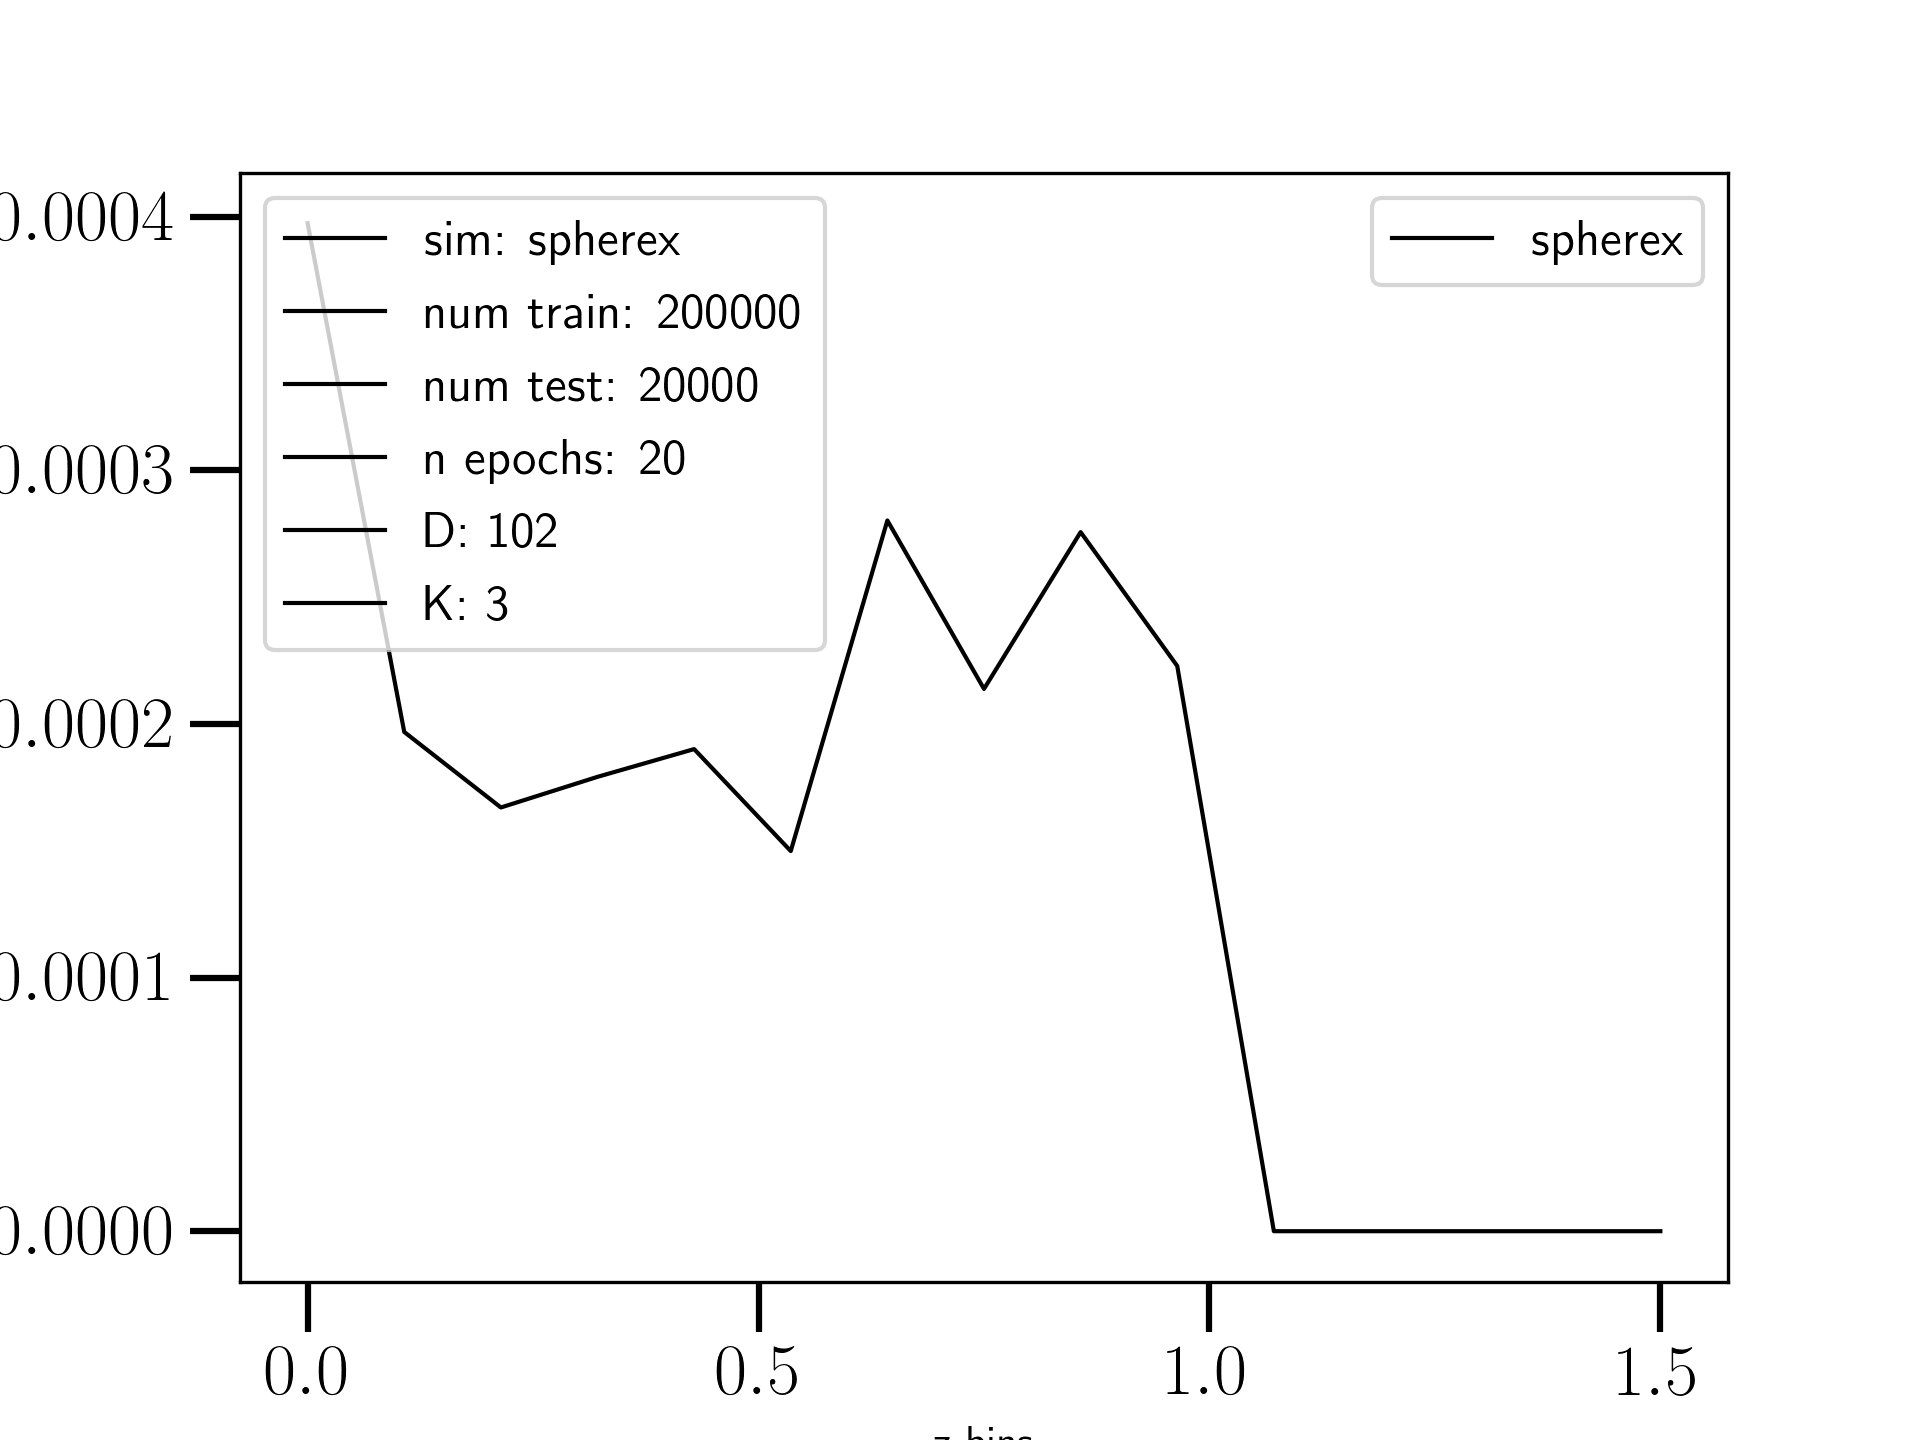 0.0004
0.0003
0.0002
0.0001
0.0000
sim: spherex
num train: 200000
num test: 20000
n epochs: 20
D: 102
K: 3
spherex
0.0
0.5
1.0
1.5
z bins